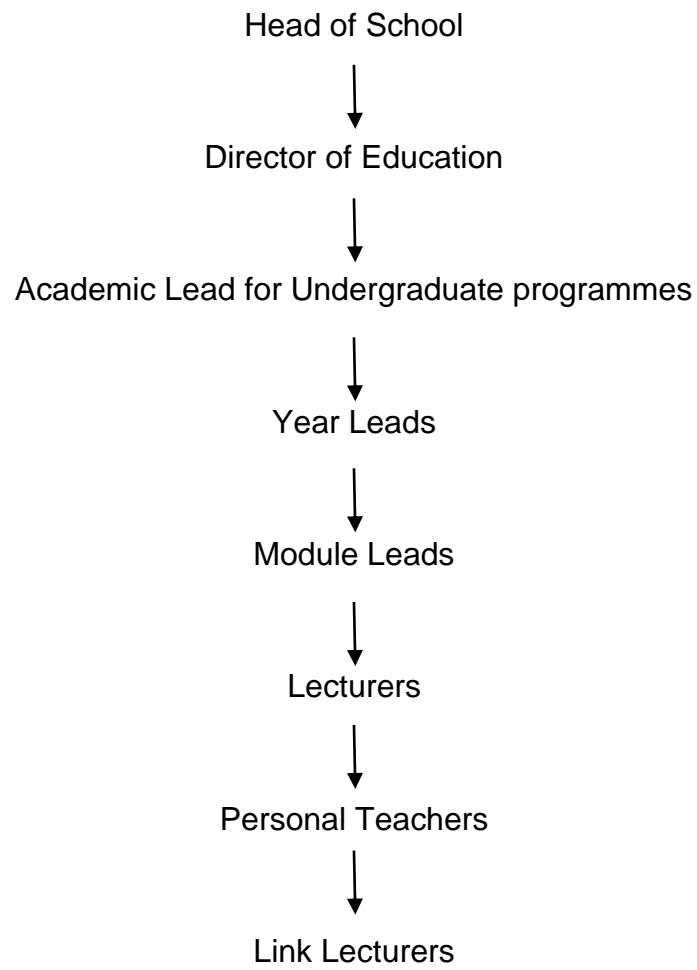 Head of School
Director of Education
Academic Lead for Undergraduate programmes
Year Leads
Module Leads
Lecturers
Personal Teachers
Link Lecturers